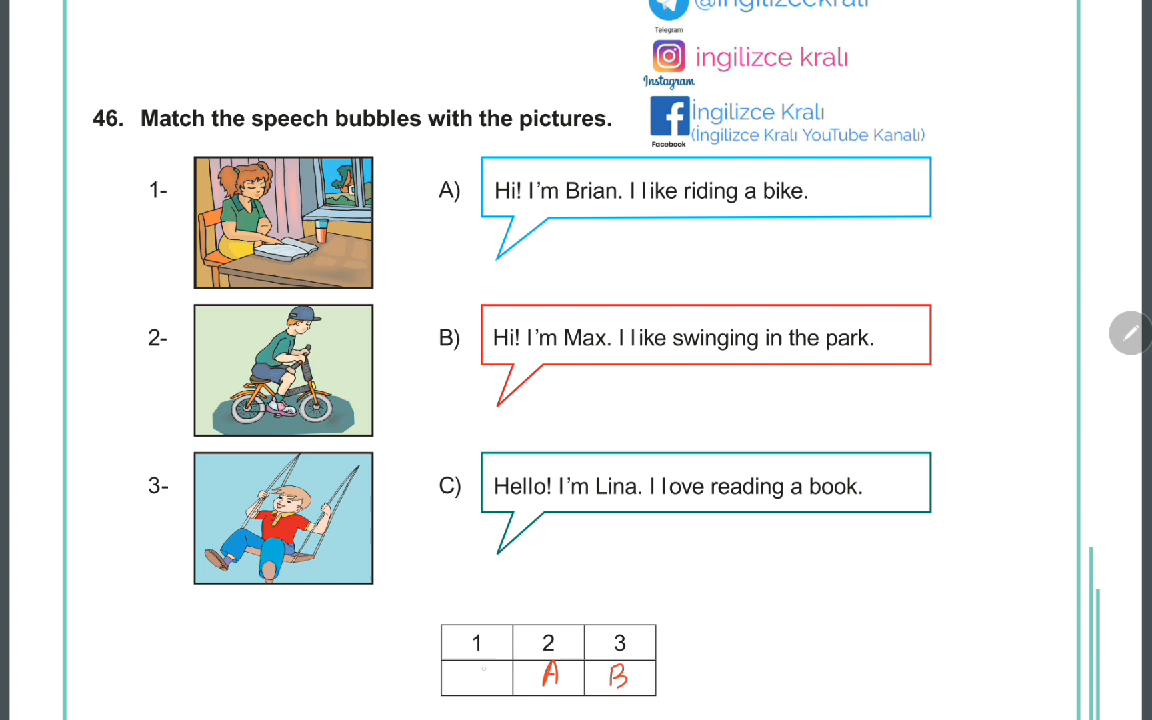 @ingilizcekralı
Telegram
ingilizce kralı
Instagram
İngilizce Kralı
(İngilizce Kralı YouTube Kanalı)
Facobook
46. Match the speech bubbles with the pictures.
1-
A) Hi! I'm Brian. I like riding a bike.
2-
B) Hi! I'm Max. I like swinging in the park.
3-
C) Hello! I'm Lina. I love reading a book.
1 2 3
A B